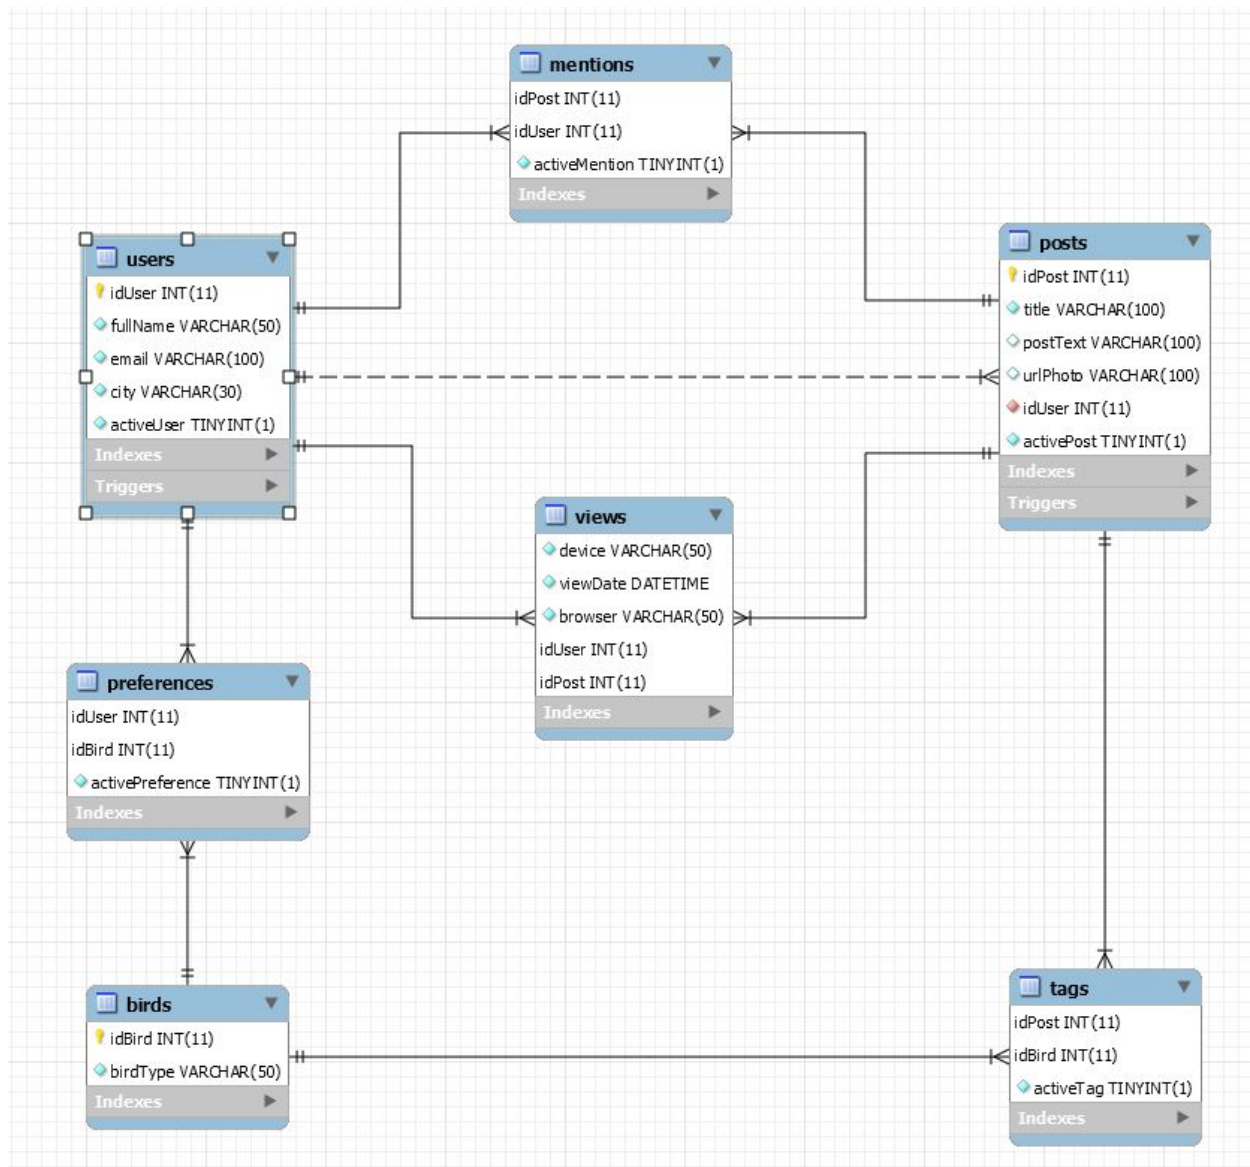 mentions
idPost INT(11)
idUser INT(11)
activeMention TINYINT(1)
Indexes
users
idUser INT(11)
fullName VARCHAR(50)
email VARCHAR(100)
city VARCHAR(30)
activeUser TINYINT(1)
Indexes
Triggers
posts
idPost INT(11)
title VARCHAR(100)
postText VARCHAR(100)
urlPhoto VARCHAR(100)
idUser INT(11)
activePost TINYINT(1)
Indexes
Triggers
views
device VARCHAR(50)
viewDate DATETIME
browser VARCHAR(50)
idUser INT(11)
idPost INT(11)
Indexes
preferences
idUser INT(11)
idBird INT(11)
activePreference TINYINT(1)
Indexes
birds
idBird INT(11)
birdType VARCHAR(50)
Indexes
tags
idPost INT(11)
idBird INT(11)
activeTag TINYINT(1)
Indexes